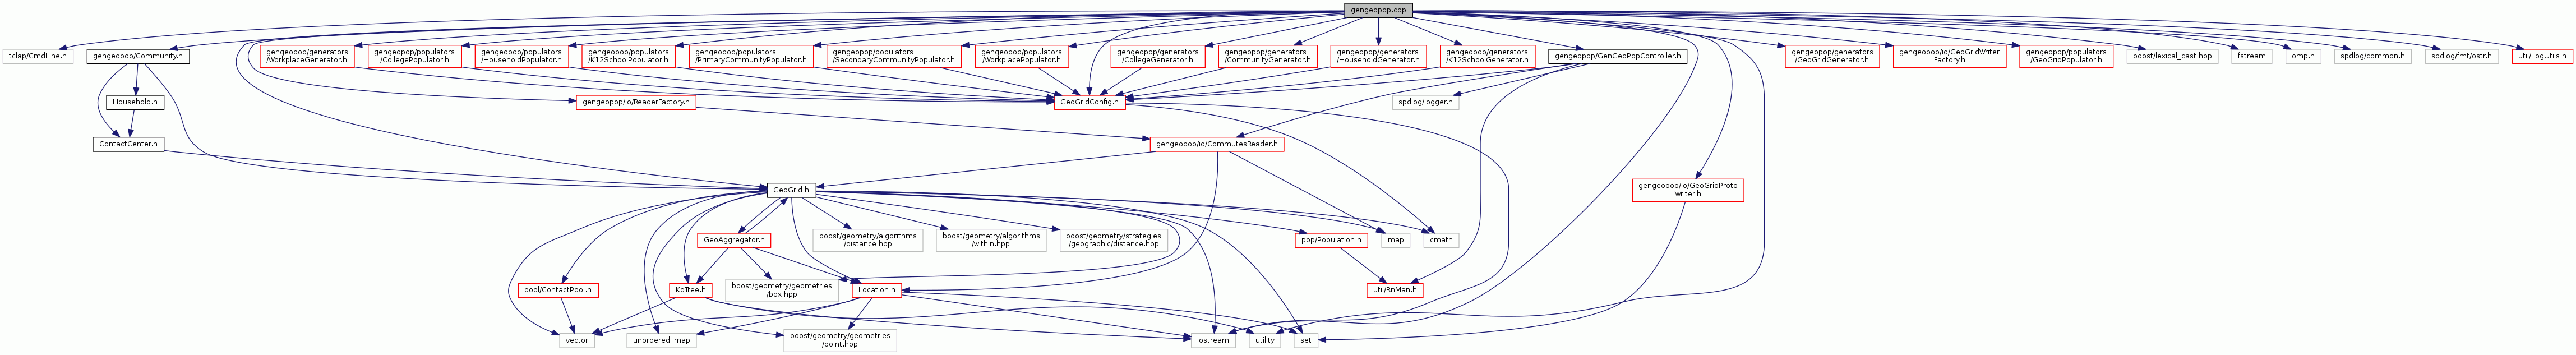 gengeopop.cpp
tclap/CmdLine.h
gengeopop/Community.h
gengeopop/generators
/WorkplaceGenerator.h
gengeopop/populators
/CollegePopulator.h
gengeopop/populators
/HouseholdPopulator.h
gengeopop/populators
/K12SchoolPopulator.h
gengeopop/populators
/PrimaryCommunityPopulator.h
gengeopop/populators
/SecondaryCommunityPopulator.h
gengeopop/populators
/WorkplacePopulator.h
gengeopop/generators
/CollegeGenerator.h
gengeopop/generators
/CommunityGenerator.h
gengeopop/generators
/HouseholdGenerator.h
gengeopop/generators
/K12SchoolGenerator.h
gengeopop/GenGeoPopController.h
gengeopop/generators
/GeoGridGenerator.h
gengeopop/io/GeoGridWriter
Factory.h
gengeopop/populators
/GeoGridPopulator.h
boost/lexical_cast.hpp
fstream
omp.h
spdlog/common.h
spdlog/fmt/ostr.h
util/LogUtils.h
Household.h
gengeopop/io/ReaderFactory.h
GeoGridConfig.h
spdlog/logger.h
ContactCenter.h
gengeopop/io/CommutesReader.h
GeoGrid.h
gengeopop/io/GeoGridProto
Writer.h
GeoAggregator.h
boost/geometry/algorithms
/distance.hpp
boost/geometry/algorithms
/within.hpp
boost/geometry/strategies
/geographic/distance.hpp
pop/Population.h
map
cmath
pool/ContactPool.h
KdTree.h
boost/geometry/geometries
/box.hpp
Location.h
util/RnMan.h
vector
unordered_map
boost/geometry/geometries
/point.hpp
iostream
utility
set